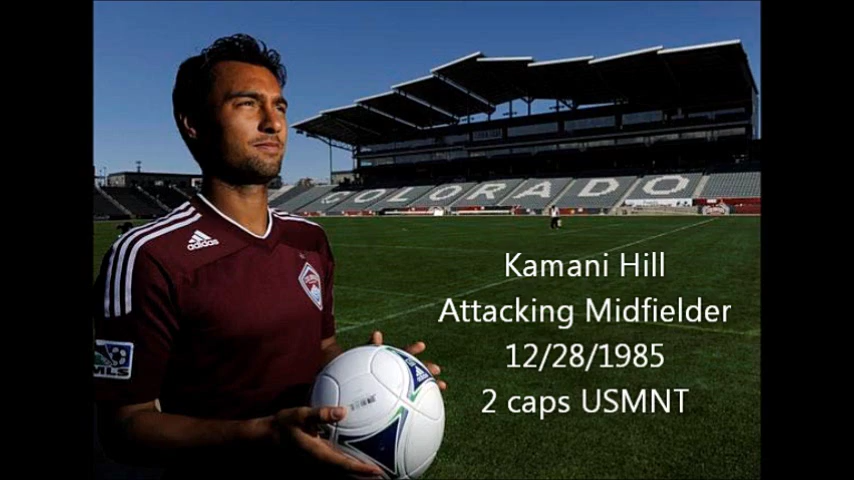 COLORADO
adidas
MLS
Kamani Hill
Attacking Midfielder
12/28/1985
2 caps USMNT